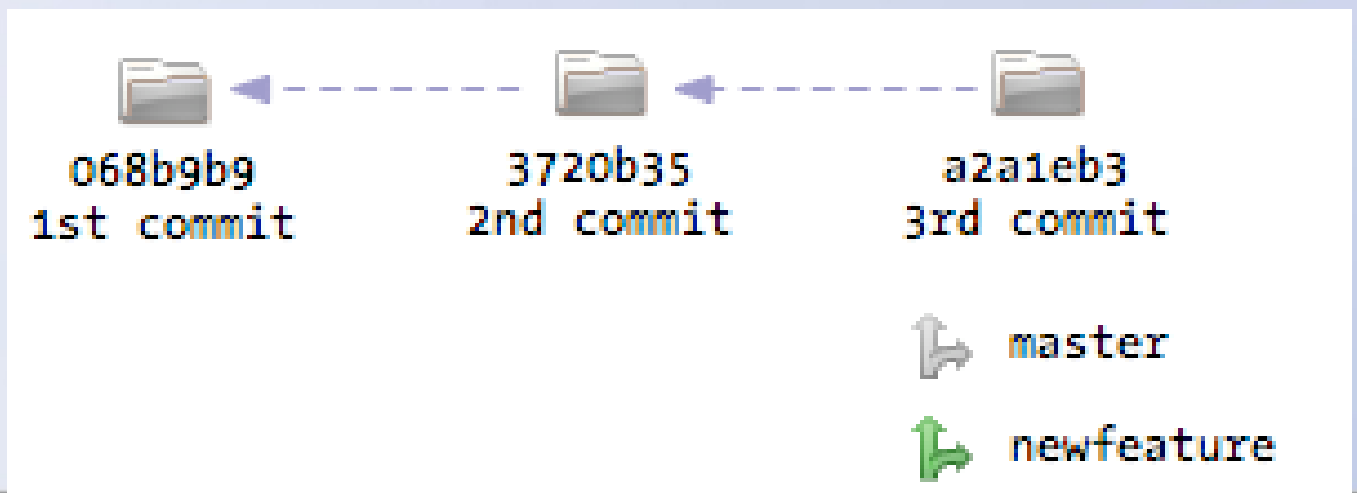 068b9b9
1st commit
3720b35
2nd commit
a2a1eb3
3rd commit
master
newfeature